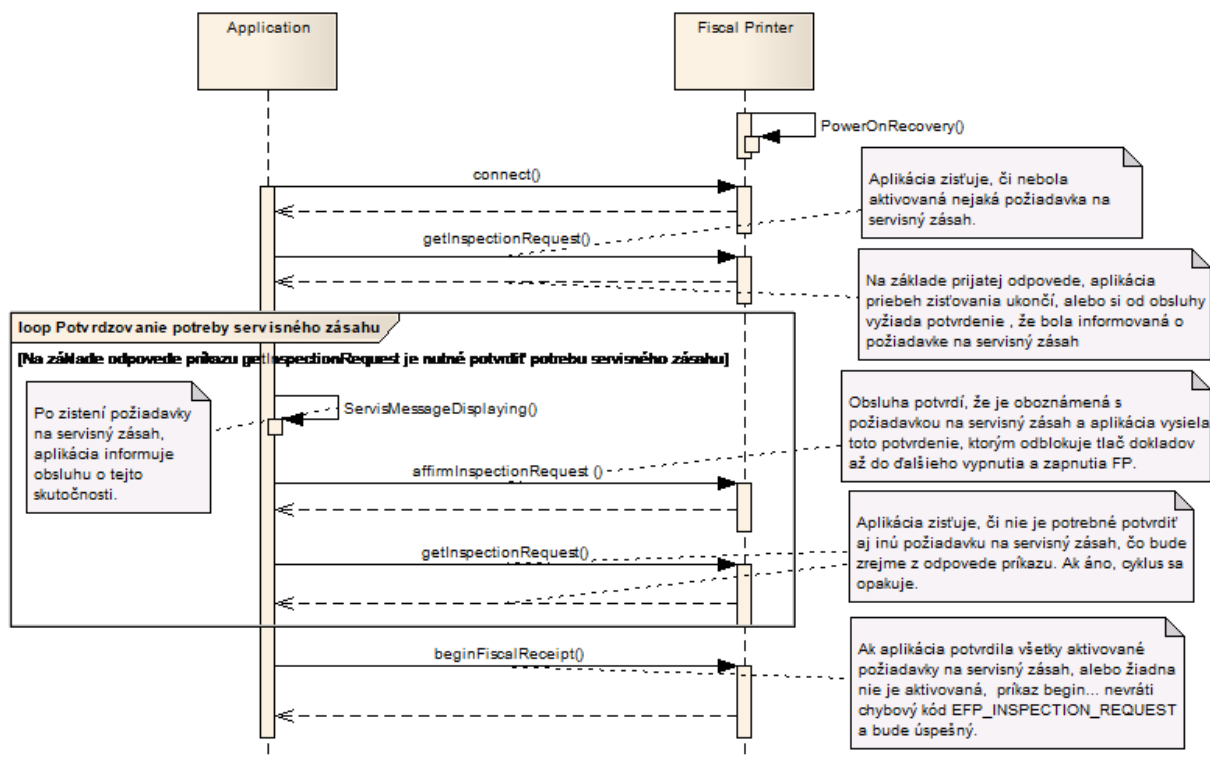 Application
Fiscal Printer
PowerOnRecovery()
connect()
Aplikácia zisťuje, či nebola
aktivovaná nejaká požiadavka na
servisný zásah.
getInspectionRequest()
Na základe prijatej odpovede, aplikácia
priebeh zisťovania ukončí, alebo si od obsluhy
vyžiada potvrdenie , že bola informovaná o
požiadavke na servisný zásah
loop Potvrdzovanie potreby servisného zásahu
[Na základe odpovede príkazu getInspectionRequest je nutné potvrdiť potrebu servisného zásahu]
Po zistení požiadavky
na servisný zásah,
aplikácia informuje
obsluhu o tejto
skutočnosti.
ServisMessageDisplaying()
Obsluha potvrdí, že je oboznámená s
požiadavkou na servisný zásah a aplikácia vysiela
toto potvrdenie, ktorým odblokuje tlač dokladov
až do ďalšieho vypnutia a zapnutia FP.
affirmInspectionRequest ()
Aplikácia zisťuje, či nie je potrebné potvrdiť
aj inú požiadavku na servisný zásah, čo bude
zrejme z odpovede príkazu. Ak áno, cyklus sa
opakuje.
getInspectionRequest()
beginFiscalReceipt()
Ak aplikácia potvrdila všetky aktivované
požiadavky na servisný zásah, alebo žiadna
nie je aktivovaná,  príkaz begin... nevráti
chybový kód EFP_INSPECTION_REQUEST
a bude úspešný.